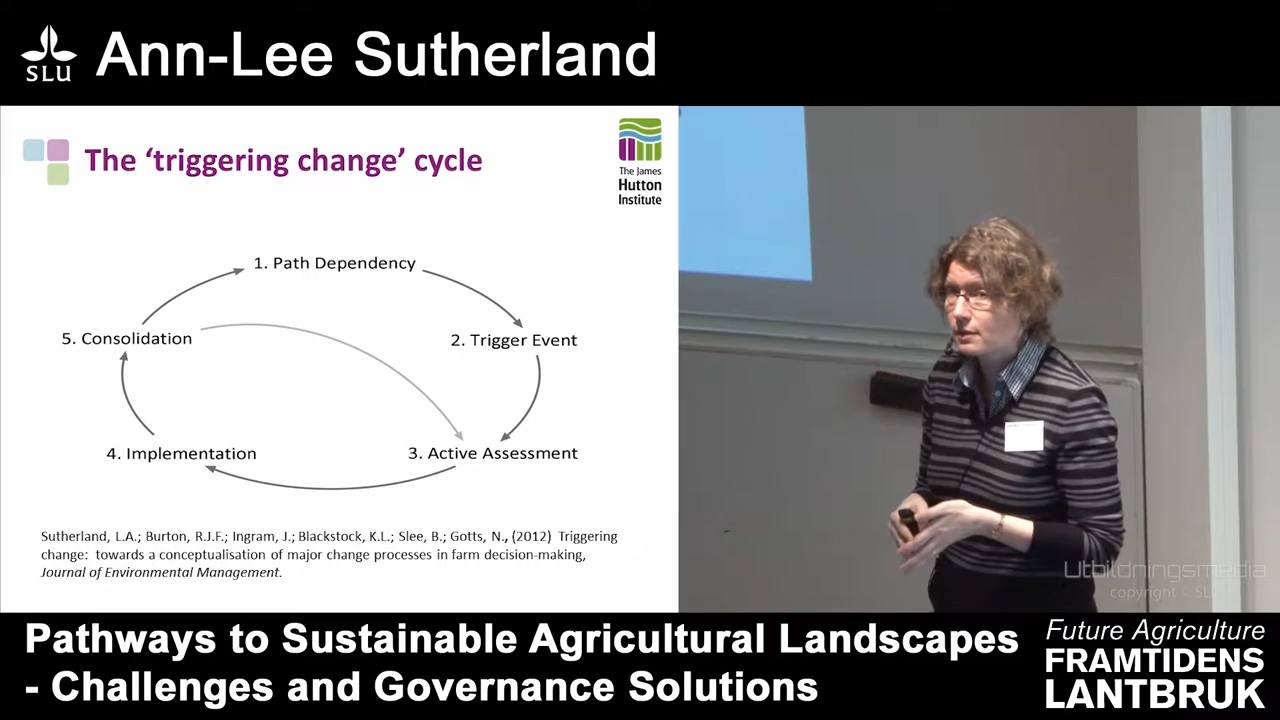 SLU
Ann-Lee Sutherland
The 'triggering change' cycle
The James
Hutton
Institute
1. Path Dependency
5. Consolidation
2. Trigger Event
4. Implementation
3. Active Assessment
Sutherland, L.A.; Burton, R.J.F.; Ingram, J.; Blackstock, K.L.; Slee, B.; Gotts, N., (2012) Triggering
change: towards a conceptualisation of major change processes in farm decision-making,
Journal of Environmental Management.
Utbildningsmedia
copyright © SLU
Pathways to Sustainable Agricultural Landscapes
- Challenges and Governance Solutions
Future Agriculture
FRAMTIDENS
LANTBRUK